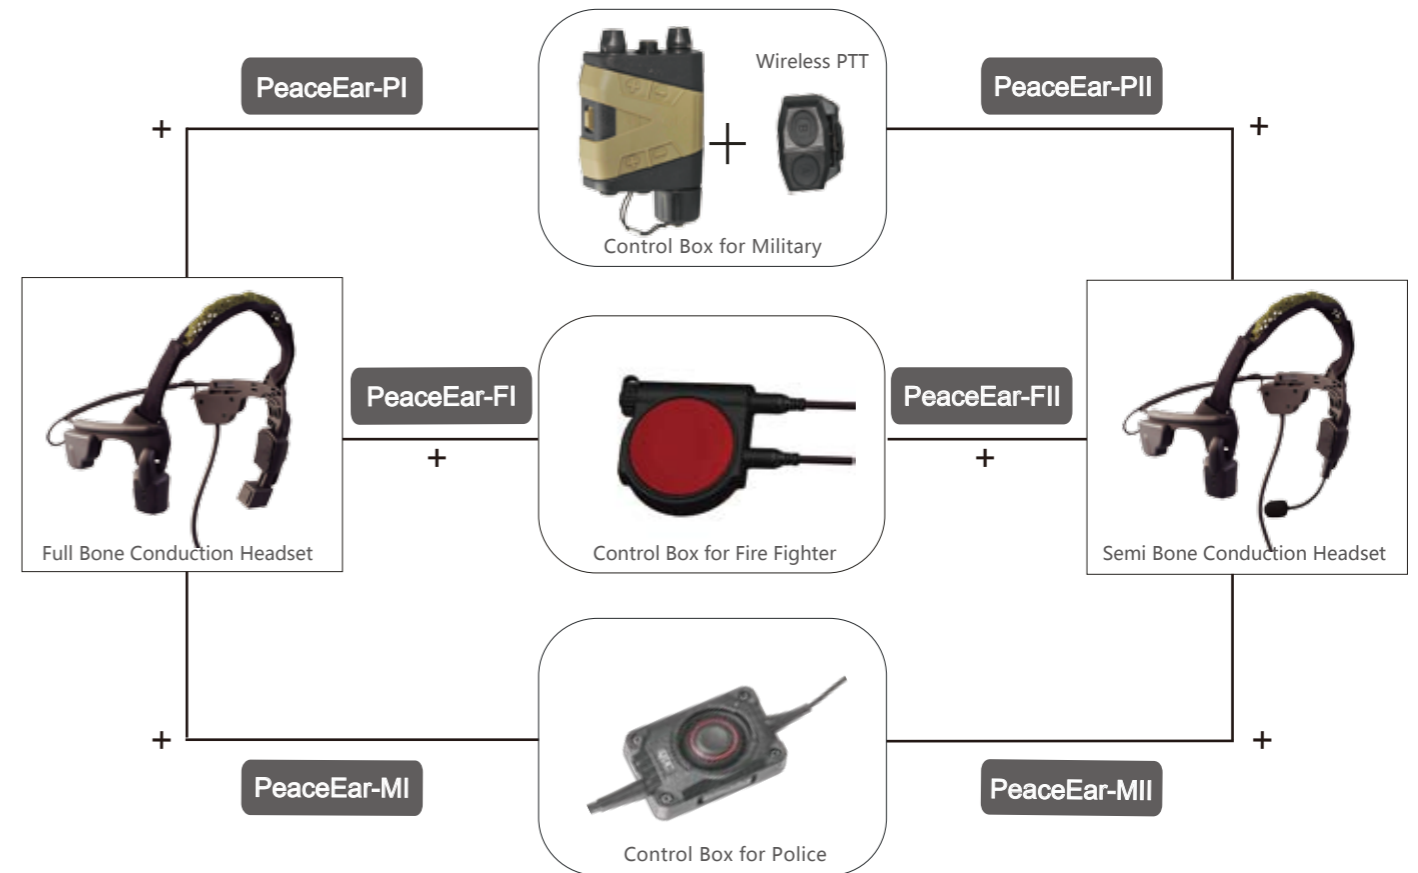 Wireless PTT
PeaceEar-PI
PeaceEar-PII
+
+
+
Control Box for Military
PeaceEar-FI
PeaceEar-FII
+
+
Full Bone Conduction Headset
Control Box for Fire Fighter
Semi Bone Conduction Headset
+
+
PeaceEar-MI
PeaceEar-MII
Control Box for Police